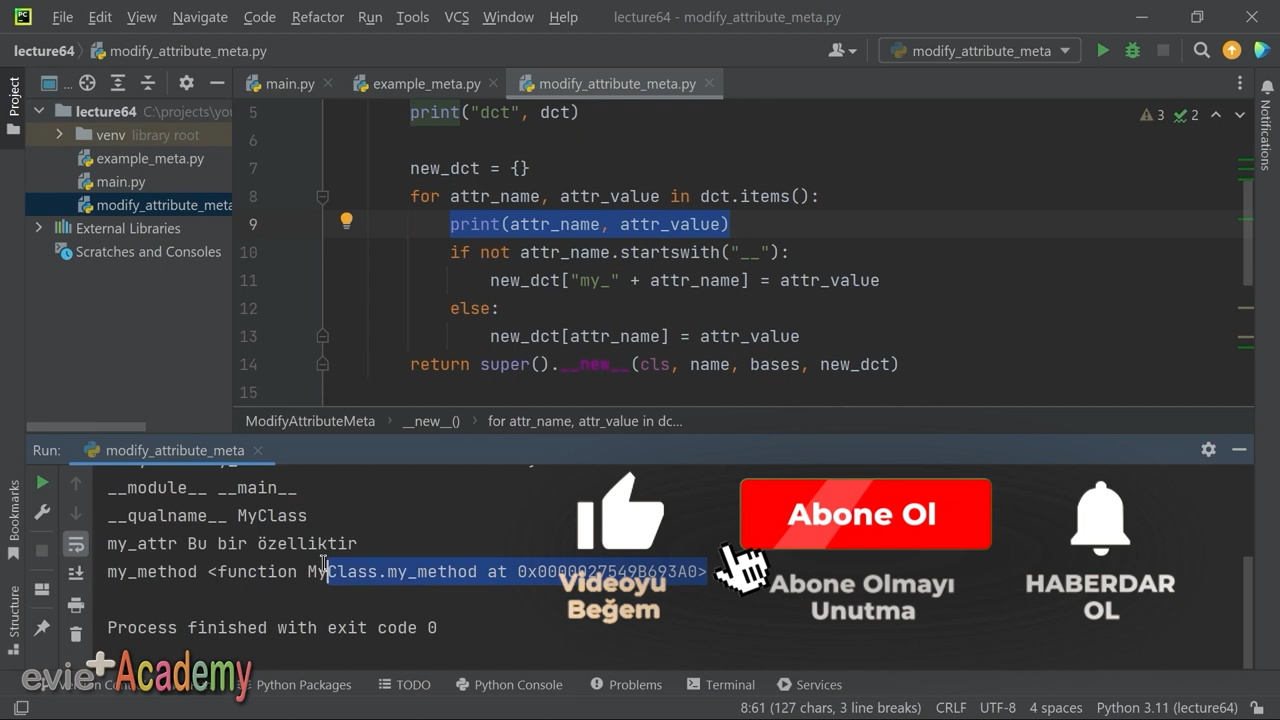 File Edit View Navigate Code Refactor Run Tools VCS Window Help lecture64 - modify_attribute_meta.py
lecture64 modify_attribute_meta.py modify_attribute_meta
Project
main.py example_meta.py modify_attribute_meta.py
lecture64 C:\projects\you
venv library root
example_meta.py
main.py
modify_attribute_meta
External Libraries
Scratches and Consoles
5 print("dct", dct)
6
7 new_dct = {}
8 for attr_name, attr_value in dct.items():
9 print(attr_name, attr_value)
10 if not attr_name.startswith("__"):
11 new_dct["my_" + attr_name] = attr_value
12 else:
13 new_dct[attr_name] = attr_value
14 return super().__new__(cls, name, bases, new_dct)
15
3 2
Notifications
ModifyAttributeMeta __new__() for attr_name, attr_value in dc...
Run: modify_attribute_meta
__module__ __main__
__qualname__ MyClass
my_attr Bu bir özelliktir
my_method <function MyClass.my_method at 0x0000027549B693A0>
Process finished with exit code 0
Bookmarks
Structure
Videoyu
Beğem
Abone Ol
Abone Olmayı
Unutma
HABERDAR
OL
evie+Academy
Python Packages TODO Python Console Problems Terminal Services
8:61 (127 chars, 3 line breaks) CRLF UTF-8 4 spaces Python 3.11 (lecture64)